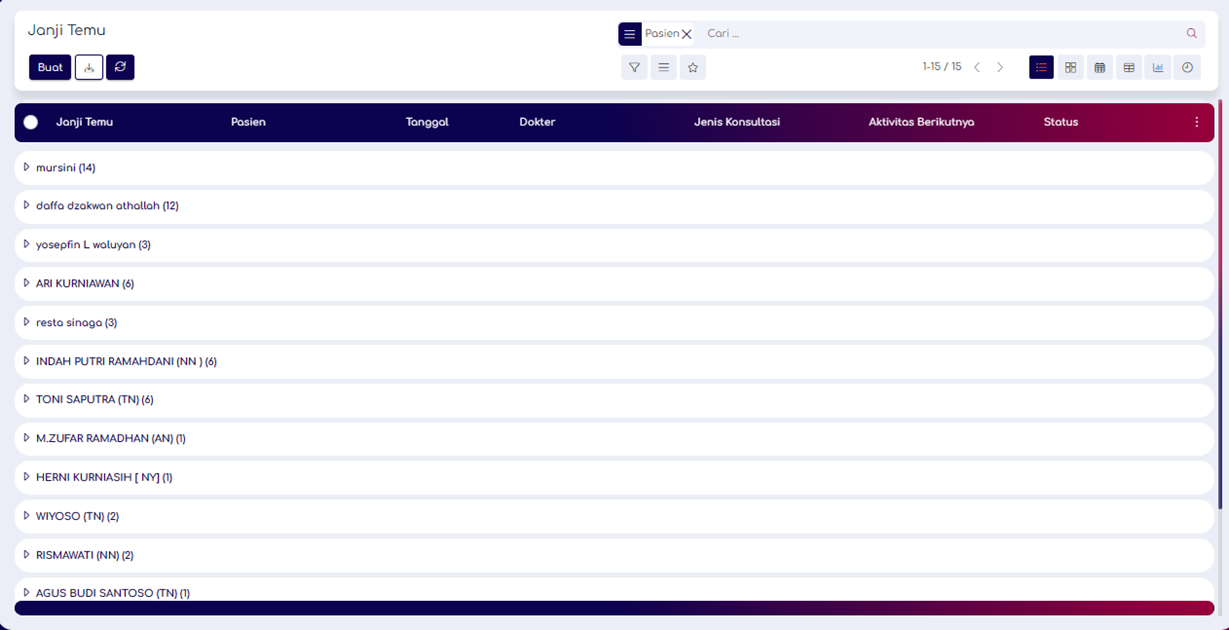 Janji Temu
Pasien Cari ...
Buat
1-15 / 15
Janji Temu Pasien Tanggal Dokter Jenis Konsultasi Aktivitas Berikutnya Status
mursini (14)
daffa dzakwan athallah (12)
yosepfin L waluyan (3)
ARI KURNIAWAN (6)
resta sinaga (3)
INDAH PUTRI RAMAHDANI (NN ) (6)
TONI SAPUTRA (TN) (6)
M.ZUFAR RAMADHAN (AN) (1)
HERNI KURNIASIH [ NY] (1)
WIYOSO (TN) (2)
RISMAWATI (NN) (2)
AGUS BUDI SANTOSO (TN) (1)